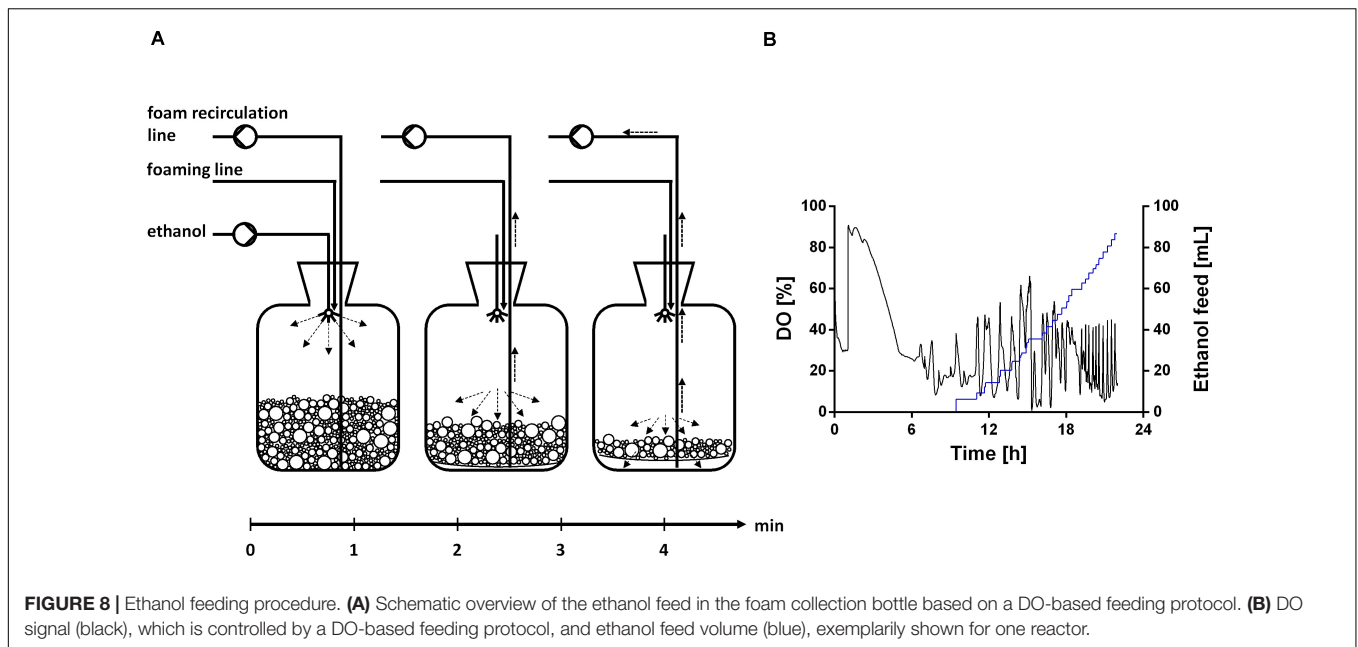 A
B
foam recirculation
line
foaming line
ethanol
0 1 2 3 4 min
100 100
80 80
60 60
40 40
20 20
0 0
DO [%]
Ethanol feed [mL]
0 6 12 18 24
Time [h]
FIGURE 8 | Ethanol feeding procedure. (A) Schematic overview of the ethanol feed in the foam collection bottle based on a DO-based feeding protocol. (B) DO
signal (black), which is controlled by a DO-based feeding protocol, and ethanol feed volume (blue), exemplarily shown for one reactor.